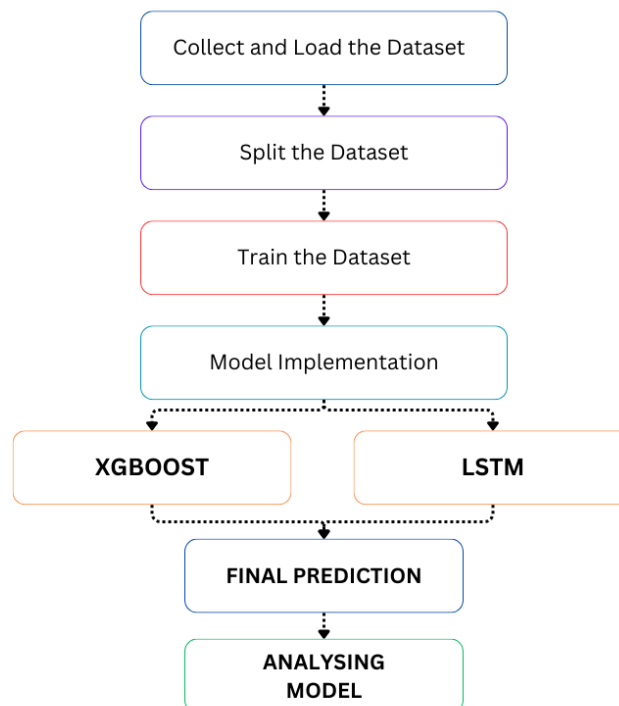 Collect and Load the Dataset
Split the Dataset
Train the Dataset
Model Implementation
XGBOOST
LSTM
FINAL PREDICTION
ANALYSING
MODEL